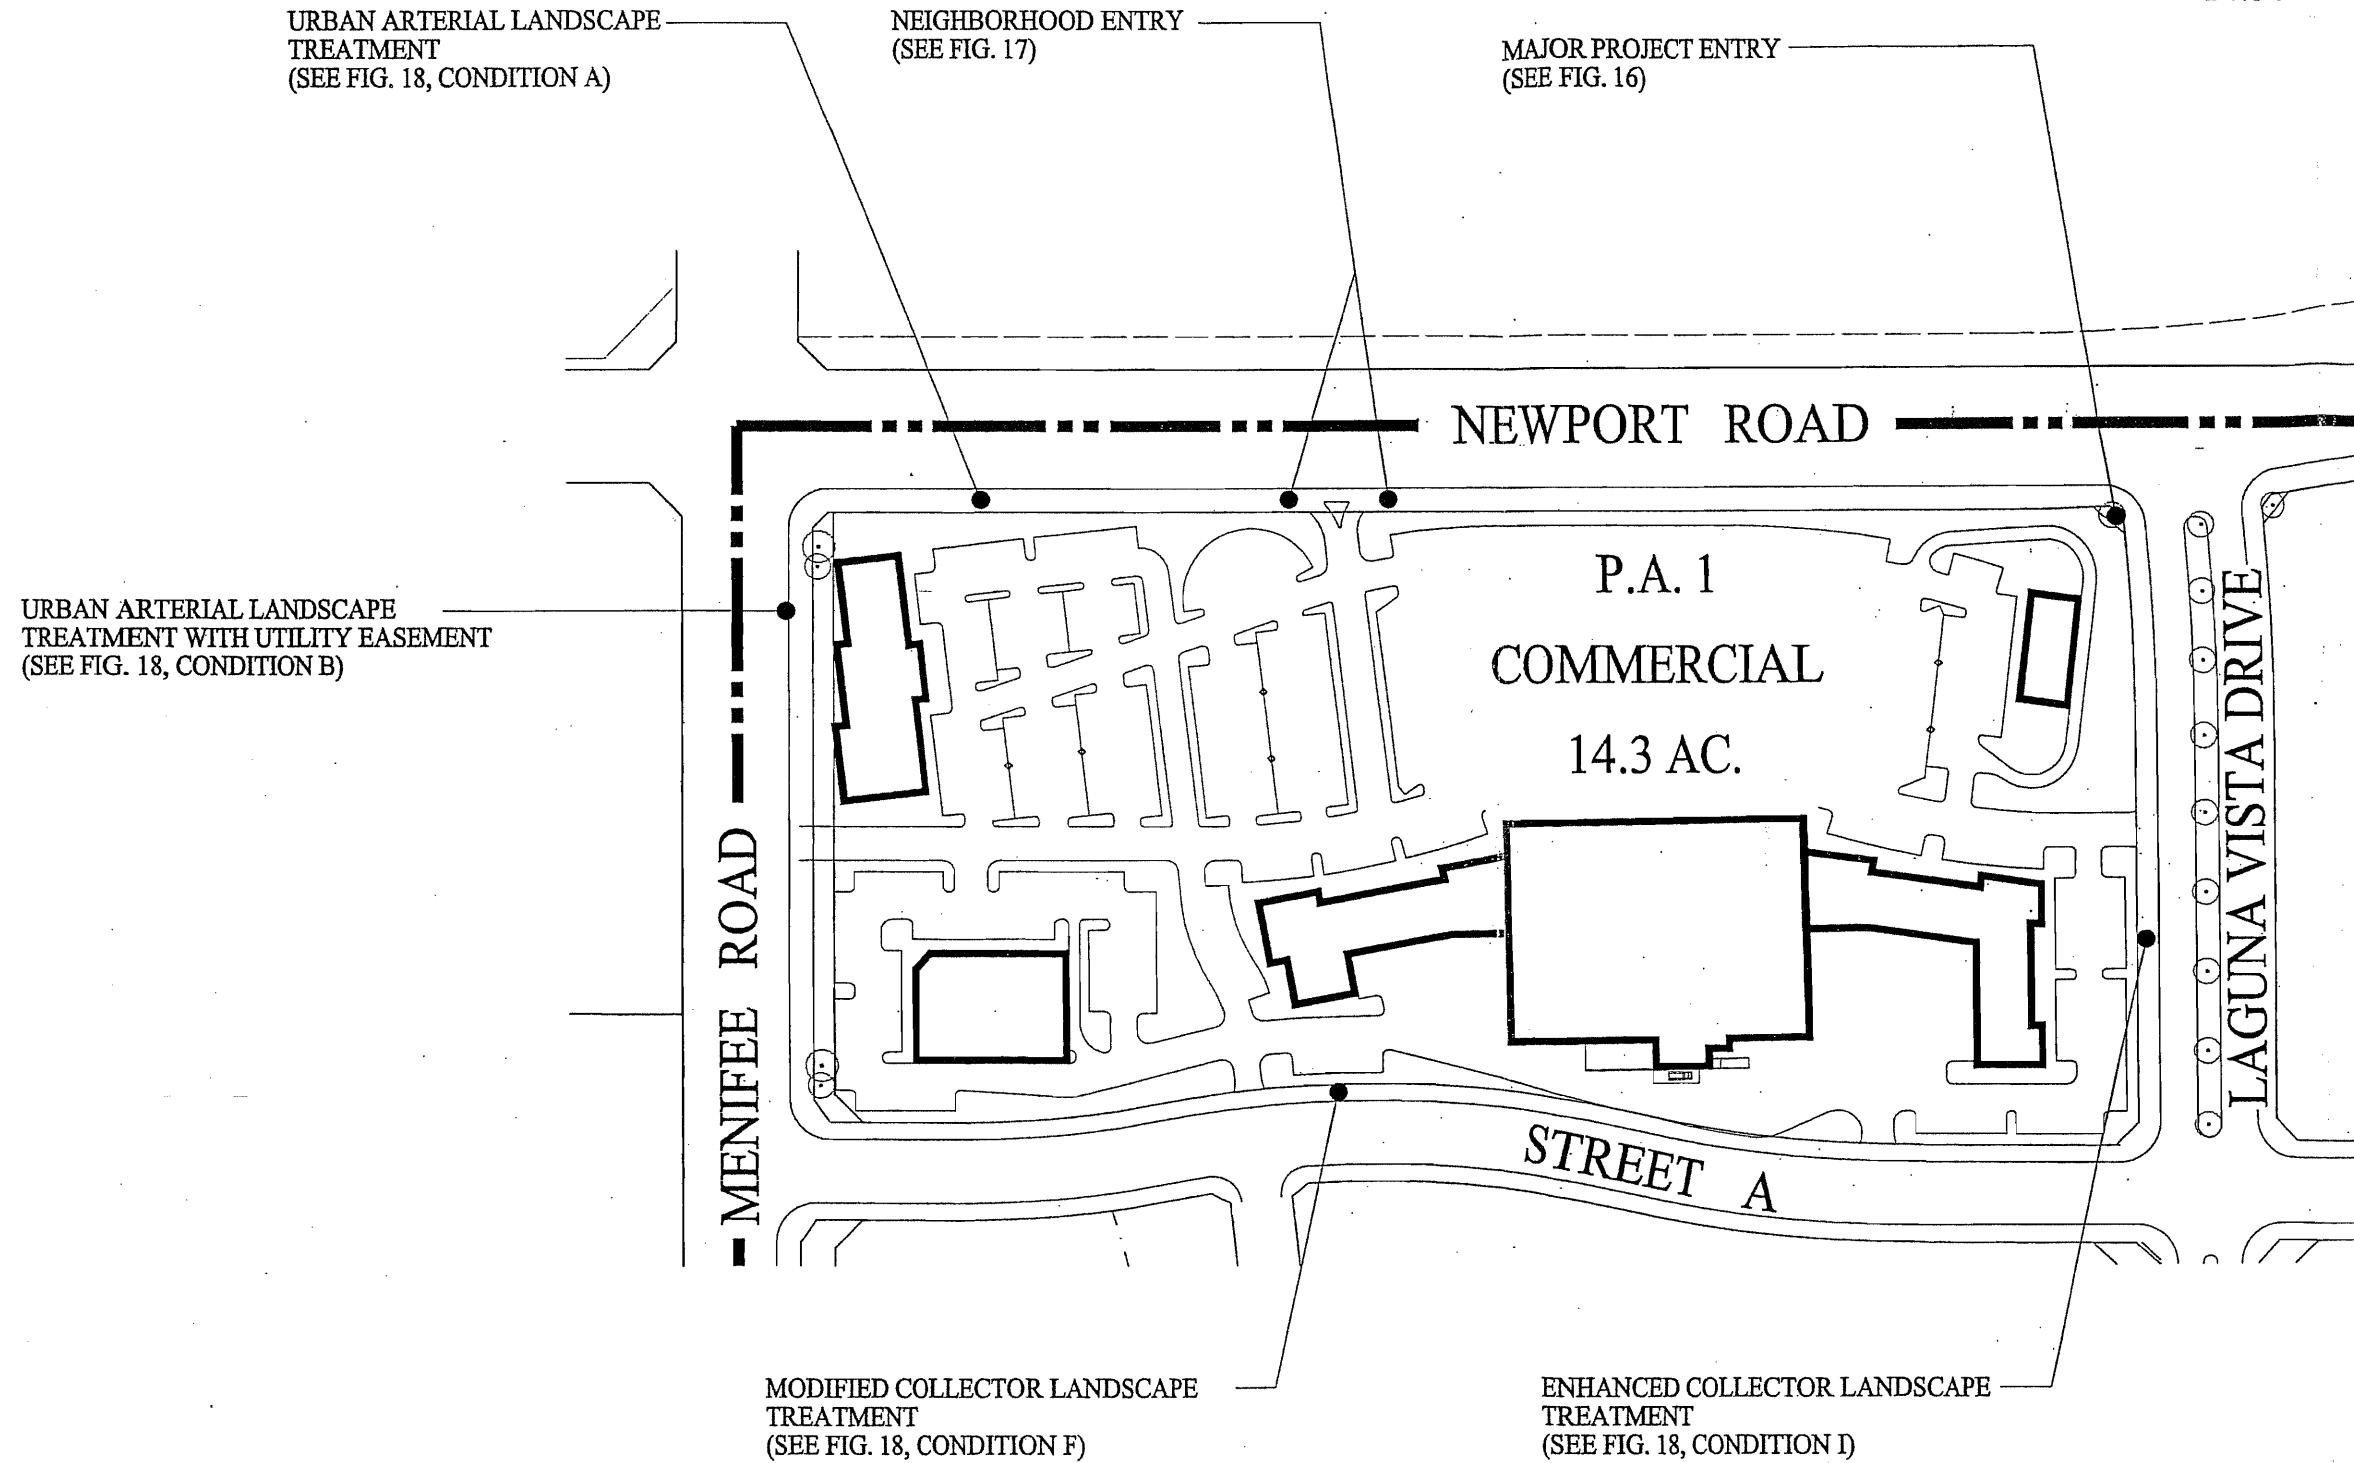 URBAN ARTERIAL LANDSCAPE
TREATMENT
(SEE FIG. 18, CONDITION A)
NEIGHBORHOOD ENTRY
(SEE FIG. 17)
MAJOR PROJECT ENTRY
(SEE FIG. 16)
NEWPORT ROAD
P.A. 1
COMMERCIAL
14.3 AC.
URBAN ARTERIAL LANDSCAPE
TREATMENT WITH UTILITY EASEMENT
(SEE FIG. 18, CONDITION B)
MENIFEE ROAD
LAGUNA VISTA DRIVE
STREET A
MODIFIED COLLECTOR LANDSCAPE
TREATMENT
(SEE FIG. 18, CONDITION F)
ENHANCED COLLECTOR LANDSCAPE
TREATMENT
(SEE FIG. 18, CONDITION I)